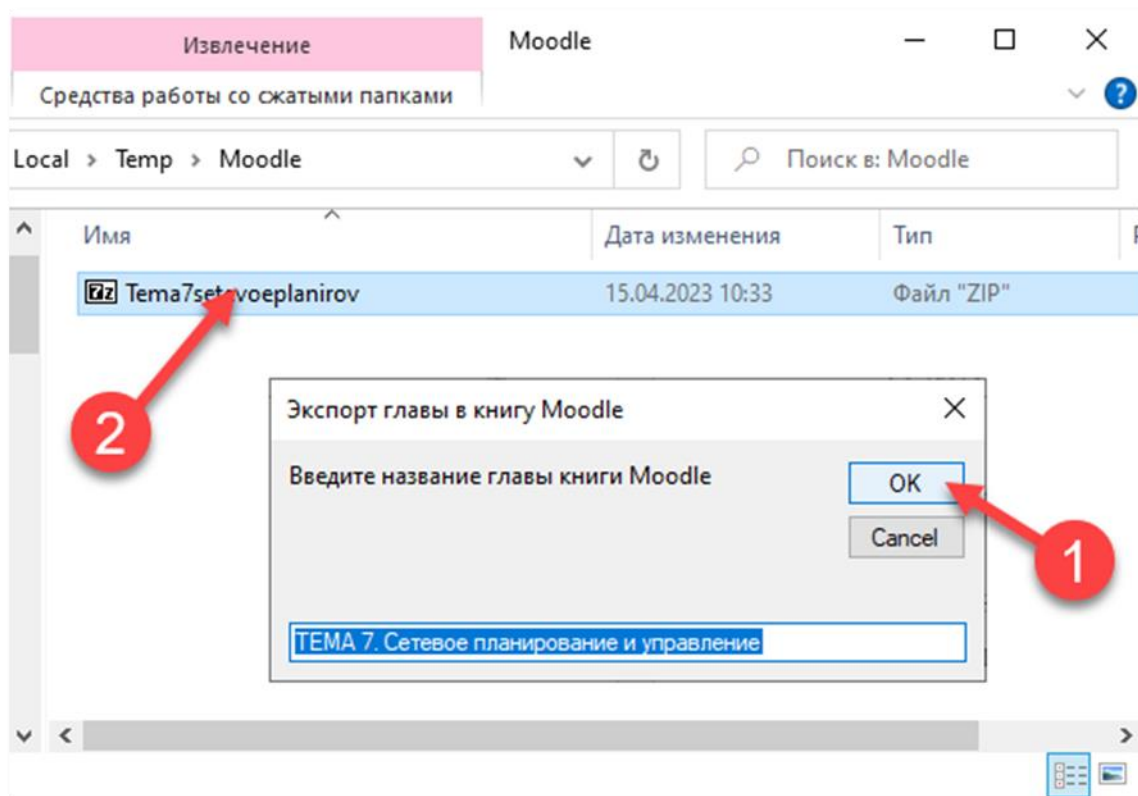 Извлечение
Moodle
Средства работы со сжатыми папками
?
Local > Temp > Moodle
Поиск в: Moodle
Имя
Дата изменения
Тип
7z Tema7setevoeplanirov
15.04.2023 10:33
Файл "ZIP"
2
Экспорт главы в книгу Moodle
Введите название главы книги Moodle
OK
Cancel
1
ТЕМА 7. Сетевое планирование и управление